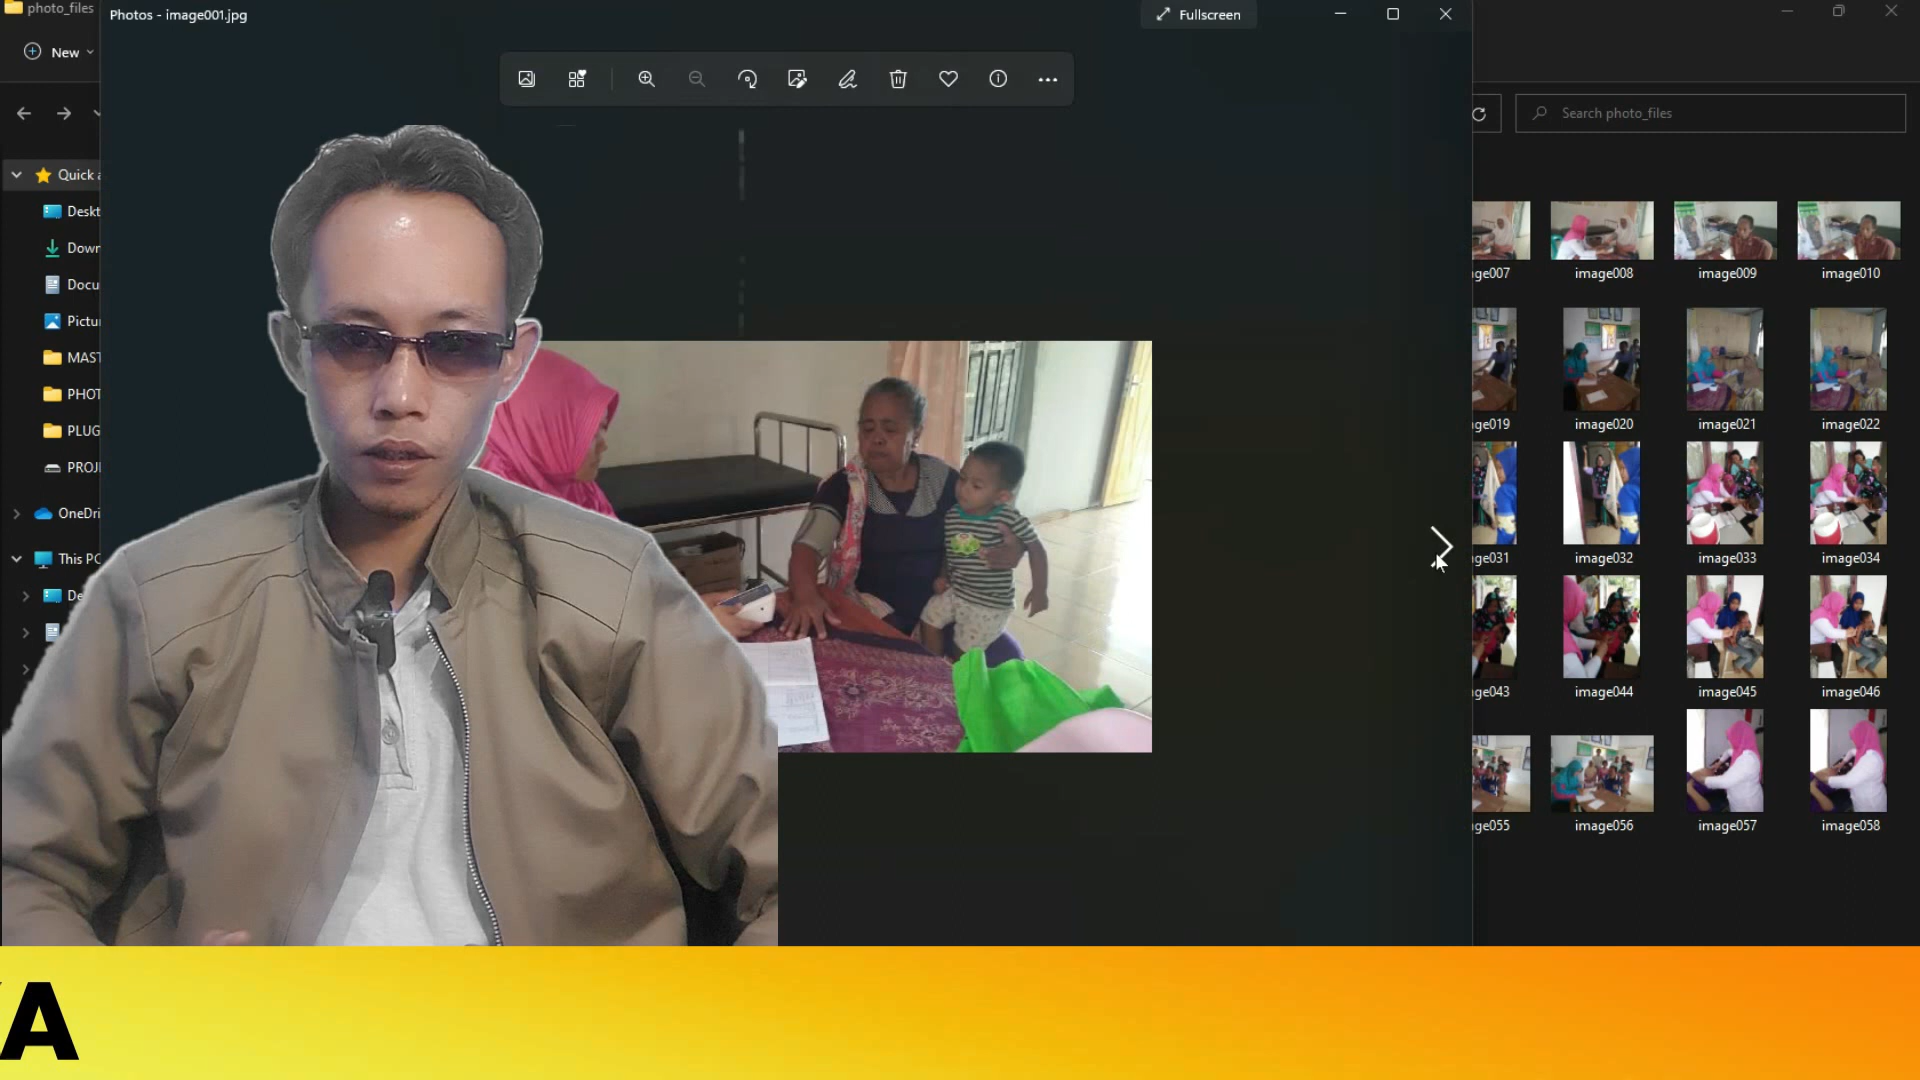 photo_files
Photos - image001.jpg
Fullscreen
New
Search photo_files
Quick a
Deskt
Dowr
Docu
Pictu
MAST
PHOT
PLUG
PROJ
OneDri
This PC
De
ge007
image008
image009
image010
ge019
image020
image021
image022
ge031
image032
image033
image034
ge043
image044
image045
image046
ge055
image056
image057
image058
A